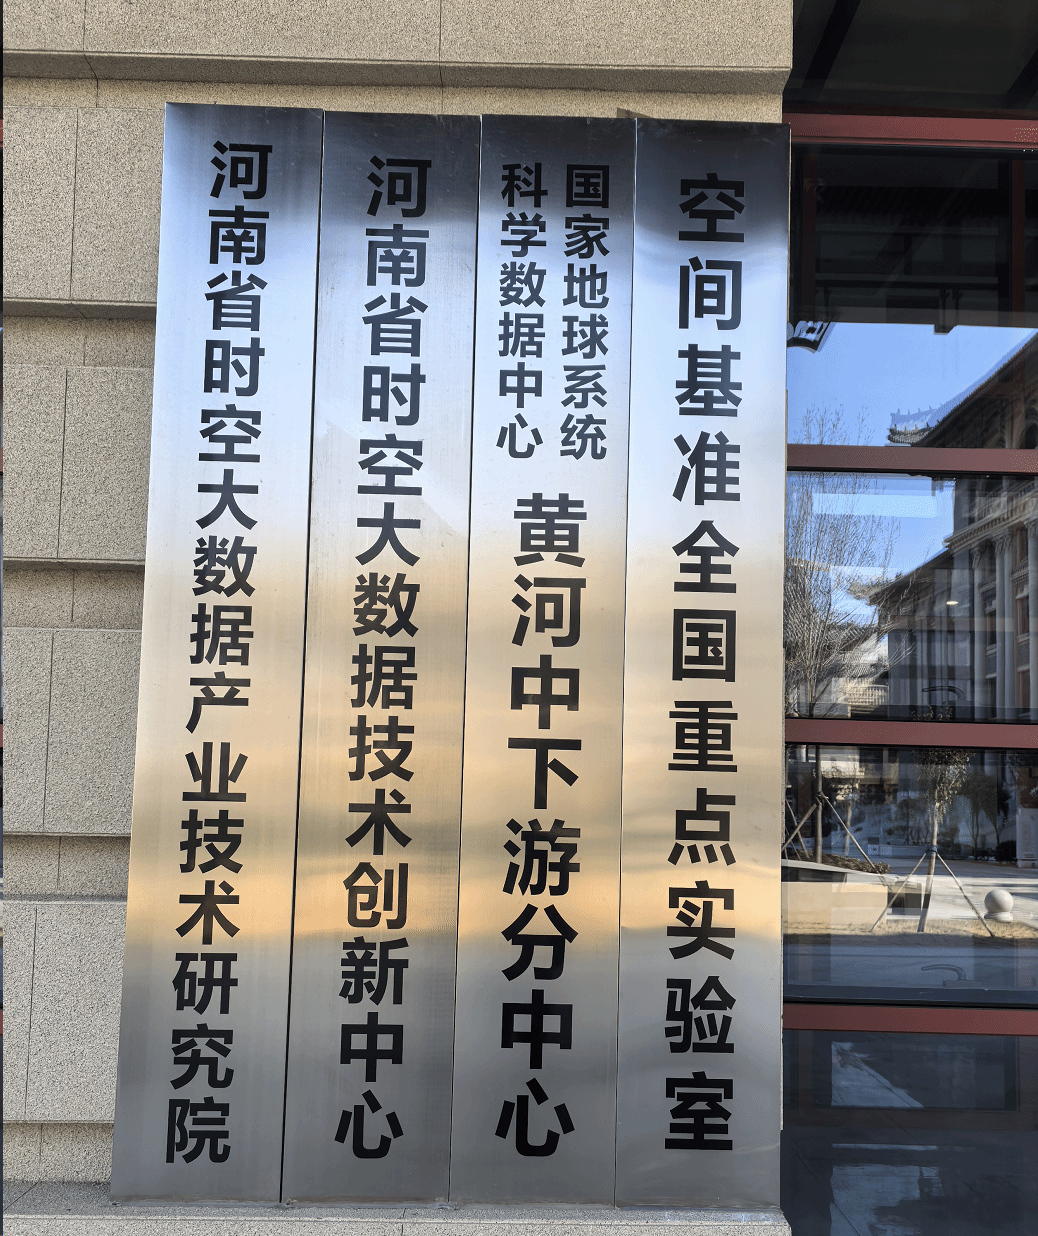 空间基准全国重点实验室
国家地球系统
科学数据中心
黄河中下游分中心
河南省时空大数据技术创新中心
河南省时空大数据产业技术研究院